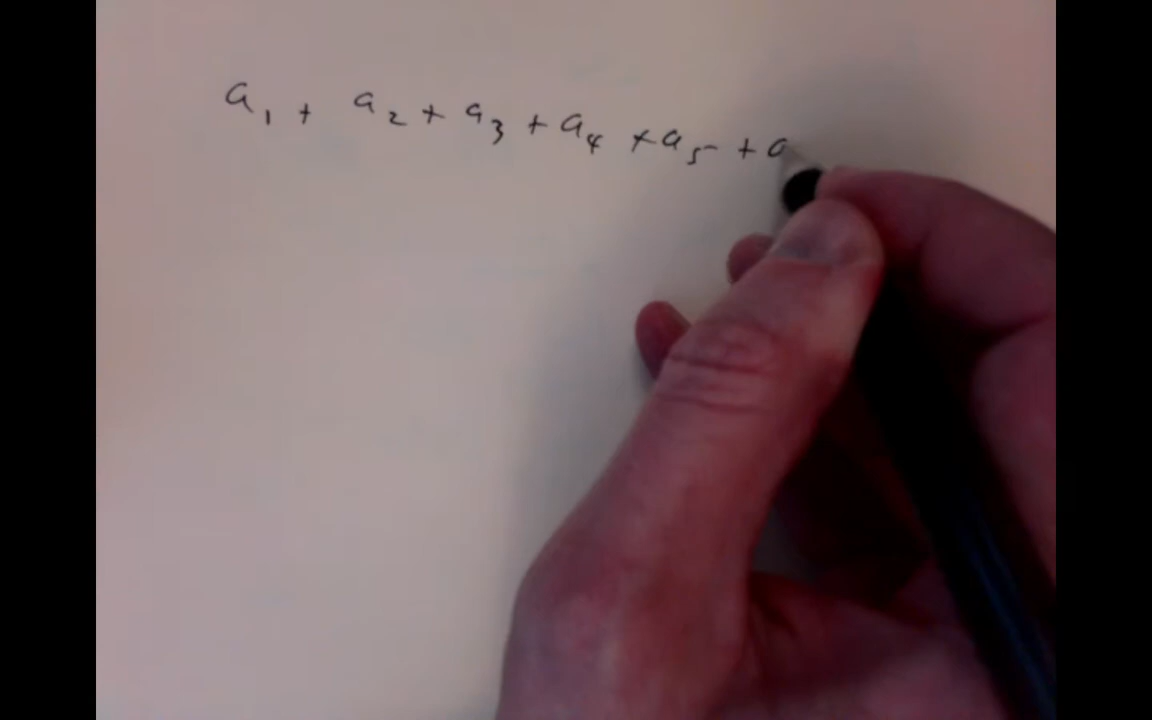 a₁ + a₂ + a₃ + a₄ + a₅ + a